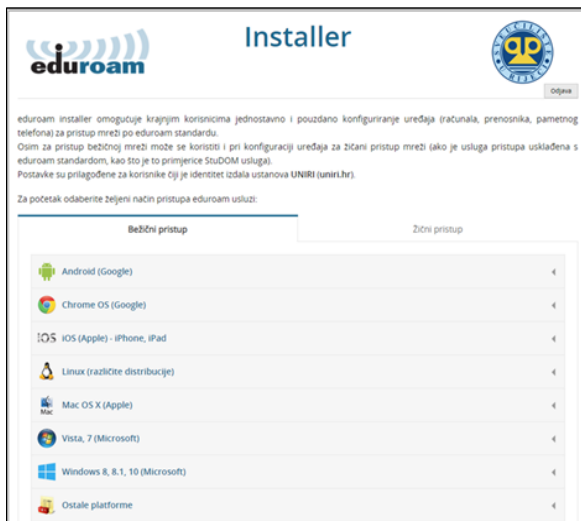 Installer
eduroam
SVEUČILIŠTE U RIJECI
Odjava
eduroam installer omogućuje krajnjim korisnicima jednostavno i pouzdano konfiguriranje uređaja (računala, prenosnika, pametnog
telefona) za pristup mreži po eduroam standardu.
Osim za pristup bežičnoj mreži može se koristiti i pri konfiguraciji uređaja za žičani pristup mreži (ako je usluga pristupa usklađena s
eduroam standardom, kao što je to primjerice StuDOM usluga).
Postavke su prilagođene za korisnike čiji je identitet izdala ustanova UNIRI (uniri.hr).
Za početak odaberite željeni način pristupa eduroam usluzi:
Bežični pristup
Žični pristup
Android (Google)
Chrome OS (Google)
iOS iOS (Apple) - iPhone, iPad
Linux (različite distribucije)
Mac Mac OS X (Apple)
Vista, 7 (Microsoft)
Windows 8, 8.1, 10 (Microsoft)
Ostale platforme